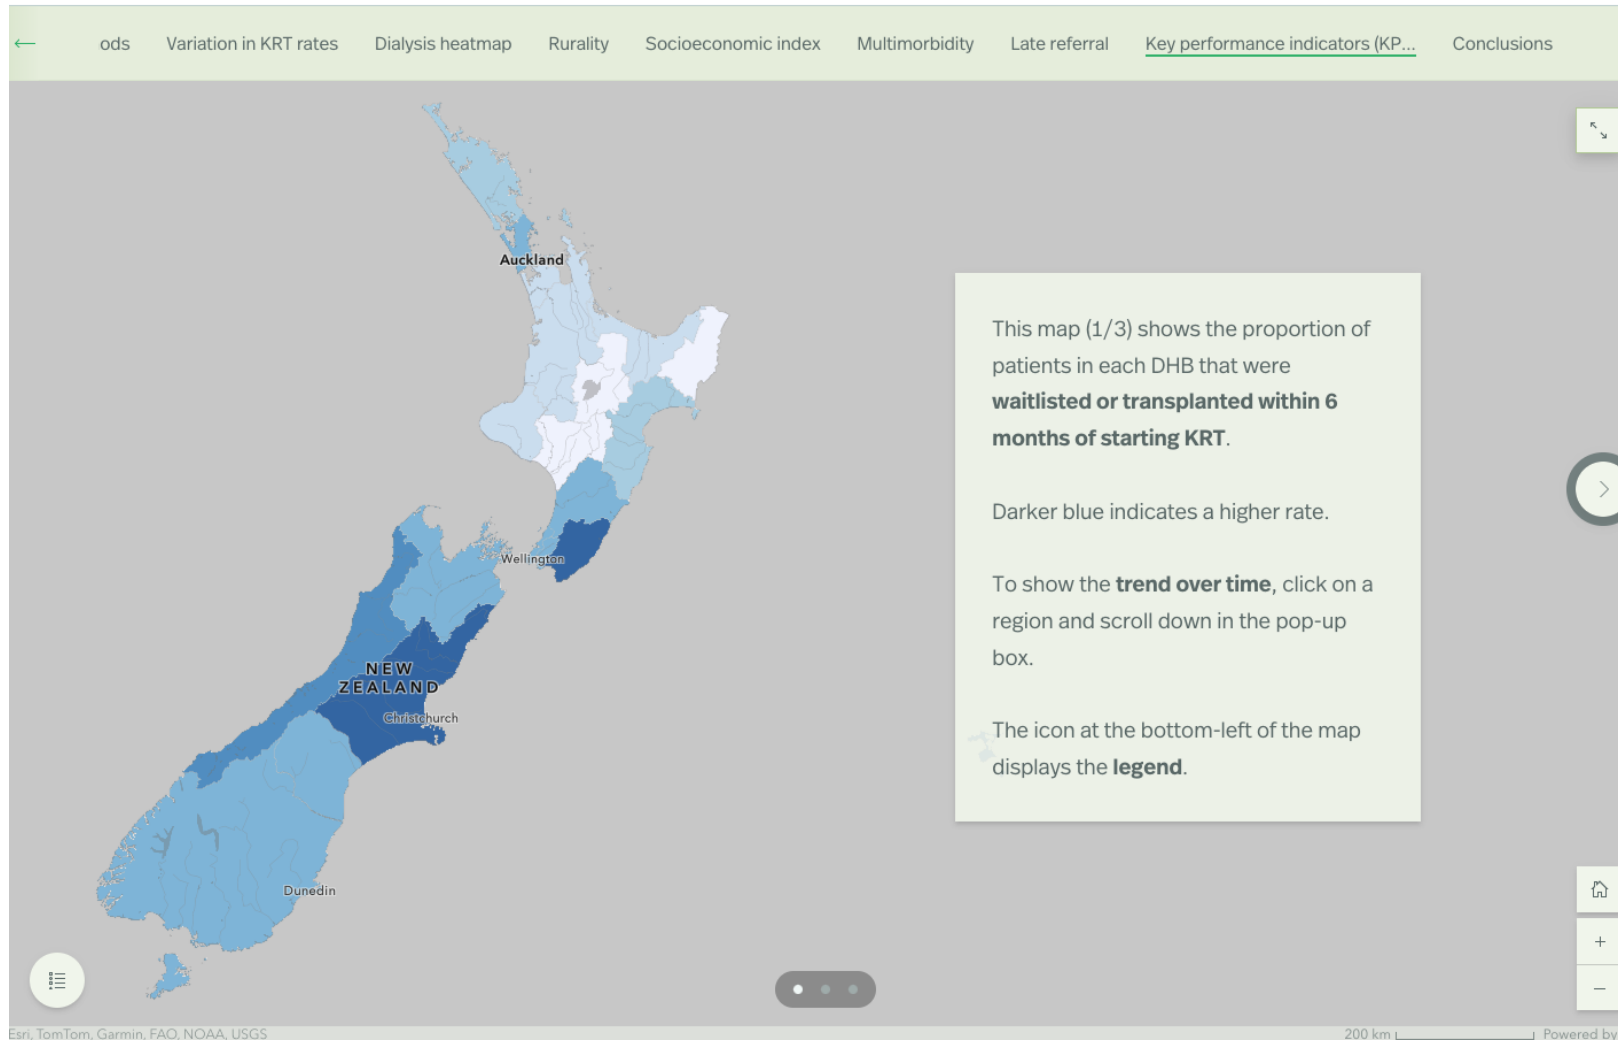 ods Variation in KRT rates Dialysis heatmap Rurality Socioeconomic index Multimorbidity Late referral Key performance indicators (KP... Conclusions
Auckland
This map (1/3) shows the proportion of
patients in each DHB that were
waitlisted or transplanted within 6
months of starting KRT.
Darker blue indicates a higher rate.
Wellington
To show the trend over time, click on a
region and scroll down in the pop-up
box.
NEW
ZEALAND
Christchurch
The icon at the bottom-left of the map
displays the legend.
Dunedin
Esri, TomTom, Garmin, FAO, NOAA, USGS
200 km
Powered by